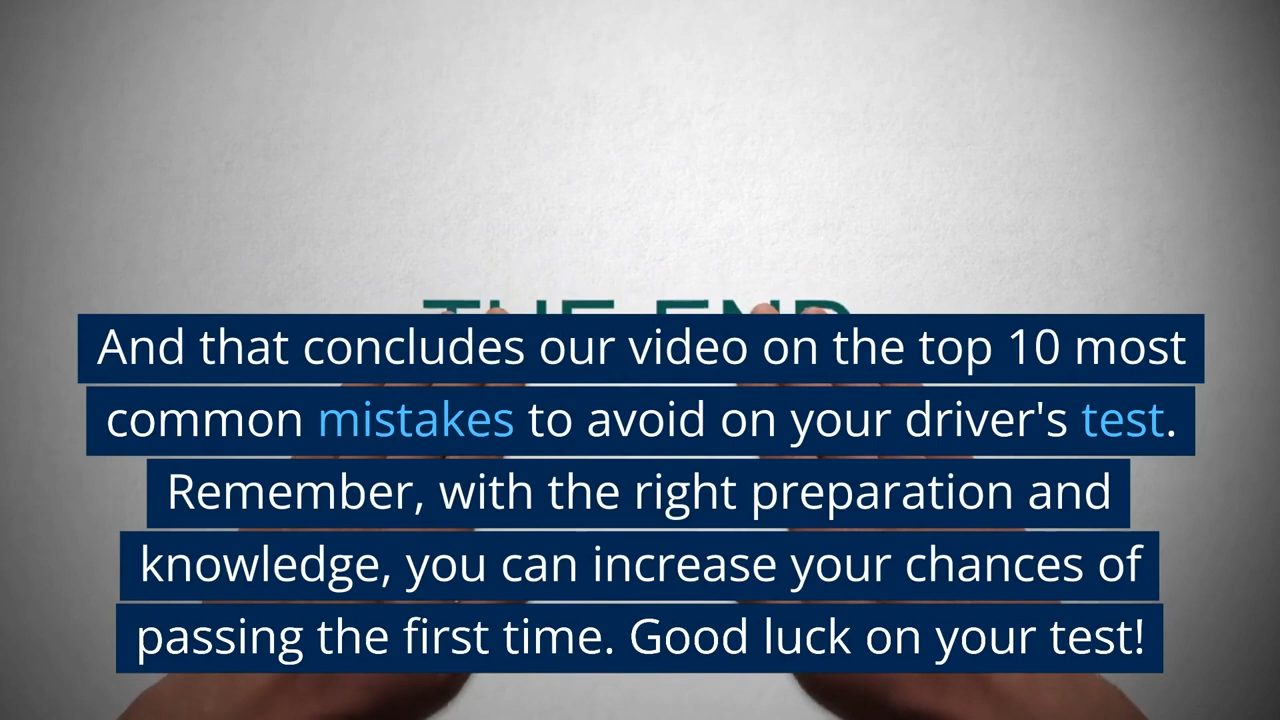 THE END
And that concludes our video on the top 10 most
common mistakes to avoid on your driver's test.
Remember, with the right preparation and
knowledge, you can increase your chances of
passing the first time. Good luck on your test!